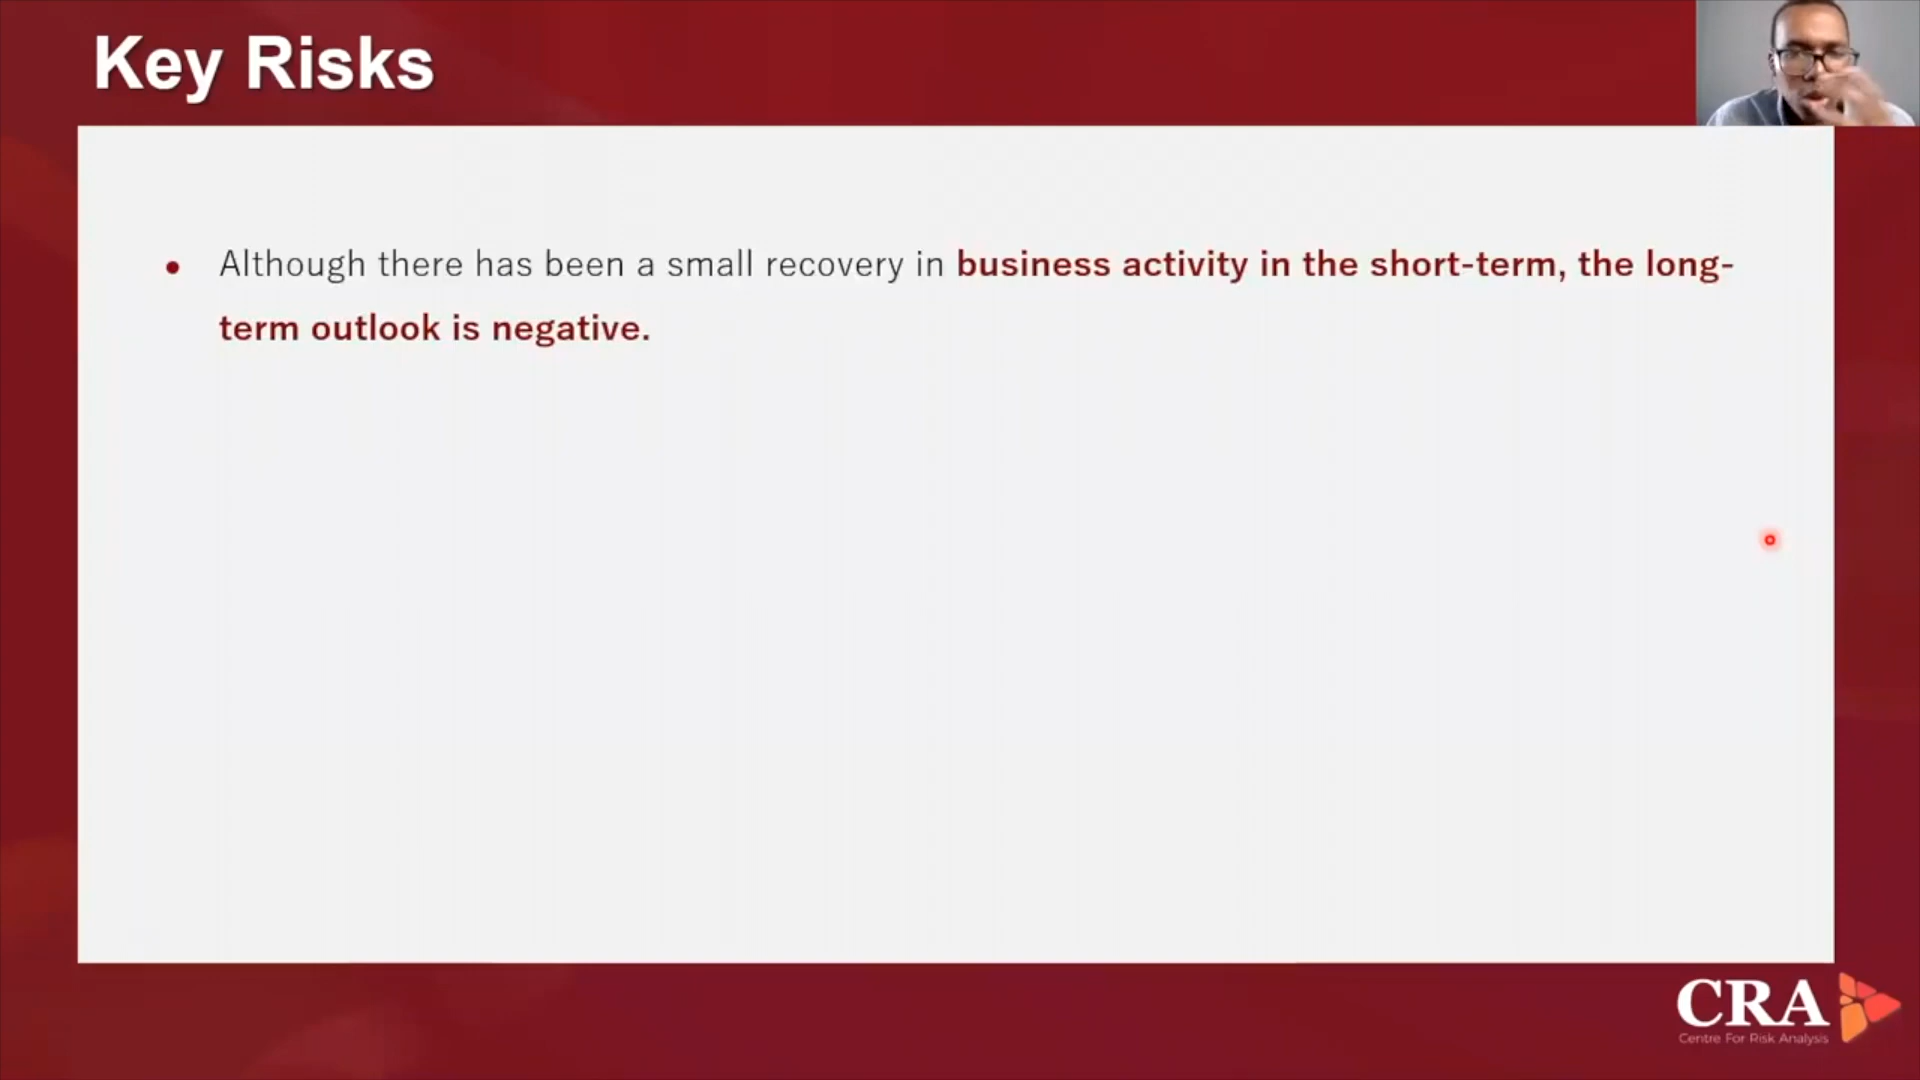 Key Risks
• Although there has been a small recovery in business activity in the short-term, the long-
term outlook is negative.
CRA
Centre For Risk Analysis